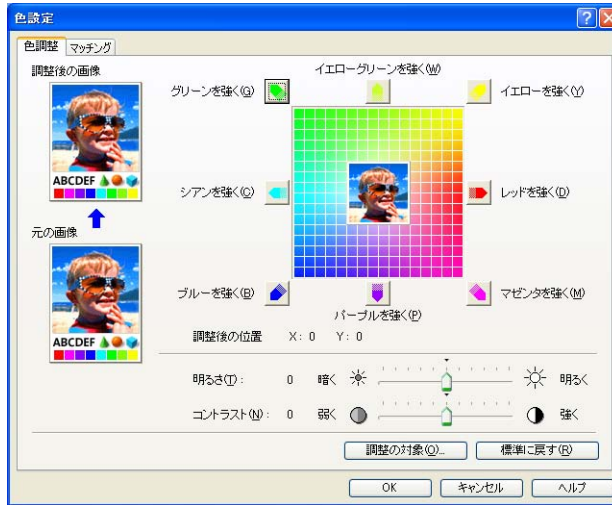 色設定
色調整 マッチング
調整後の画像
イエローグリーンを強く(W)
グリーンを強く(G)
イエローを強く(Y)
ABCDEF
シアンを強く(C)
レッドを強く(D)
元の画像
ブルーを強く(B)
マゼンタを強く(M)
パープルを強く(P)
ABCDEF
調整後の位置 X: 0 Y: 0
明るさ(T): 0 暗く 明るく
コントラスト(N): 0 弱く 強く
調整の対象(O)... 標準に戻す(R)
OK キャンセル ヘルプ